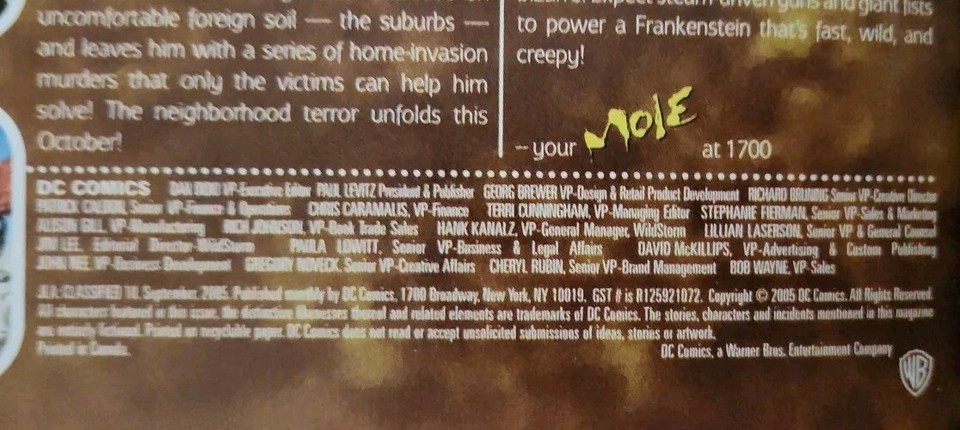 uncomfortable foreign soil — the suburbs —
and leaves him with a series of home-invasion
murders that only the victims can help him
solve! The neighborhood terror unfolds this
October!
to power a Frankenstein that's fast, wild, and
creepy!
– your MOLE at 1700
DC COMICS DAN DIDIO VP-Executive Editor PAUL LEVITZ President & Publisher GEORG BREWER VP-Design & Retail Product Development RICHARD BRUNING Senior VP-Creative Director
PATRICK CALDON, Senior VP-Finance & Operations CHRIS CARAMALIS, VP-Finance TERRI CUNNINGHAM, VP-Managing Editor STEPHANIE FIERMAN, Senior VP-Sales & Marketing
ALISON GILL, VP-Manufacturing RICH JOHNSON, VP-Book Trade Sales HANK KANALZ, VP-General Manager, WildStorm LILLIAN LASERSON, Senior VP & General Counsel
JIM LEE, Editorial Director-WildStorm PAULA LOWITT, Senior VP-Business & Legal Affairs DAVID McKILLIPS, VP-Advertising & Custom Publishing
JOHN NEE, VP-Business Development GREGORY NOVECK, Senior VP-Creative Affairs CHERYL RUBIN, Senior VP-Brand Management BOB WAYNE, VP-Sales
JLA: CLASSIFIED 10. September, 2005. Published monthly by DC Comics, 1700 Broadway, New York, NY 10019. GST # is R125921072. Copyright © 2005 DC Comics. All Rights Reserved.
All characters featured in this issue, the distinctive likenesses thereof and related elements are trademarks of DC Comics. The stories, characters and incidents mentioned in this magazine
are entirely fictional. Printed on recyclable paper. DC Comics does not read or accept unsolicited submissions of ideas, stories or artwork.
Printed in Canada.
DC Comics, a Warner Bros. Entertainment Company
WB